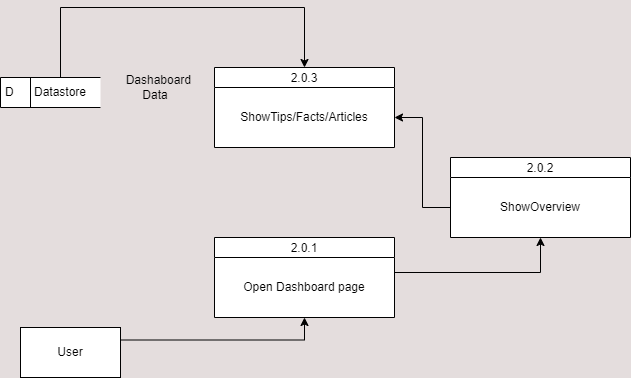 2.0.3
D
Datastore
Dashaboard
Data
ShowTips/Facts/Articles
2.0.2
ShowOverview
2.0.1
Open Dashboard page
User